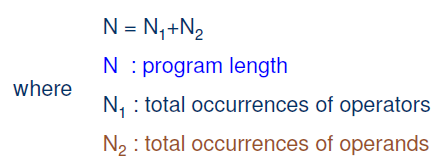 N = N₁+N₂
N : program length
where
N₁ : total occurrences of operators
N₂ : total occurrences of operands